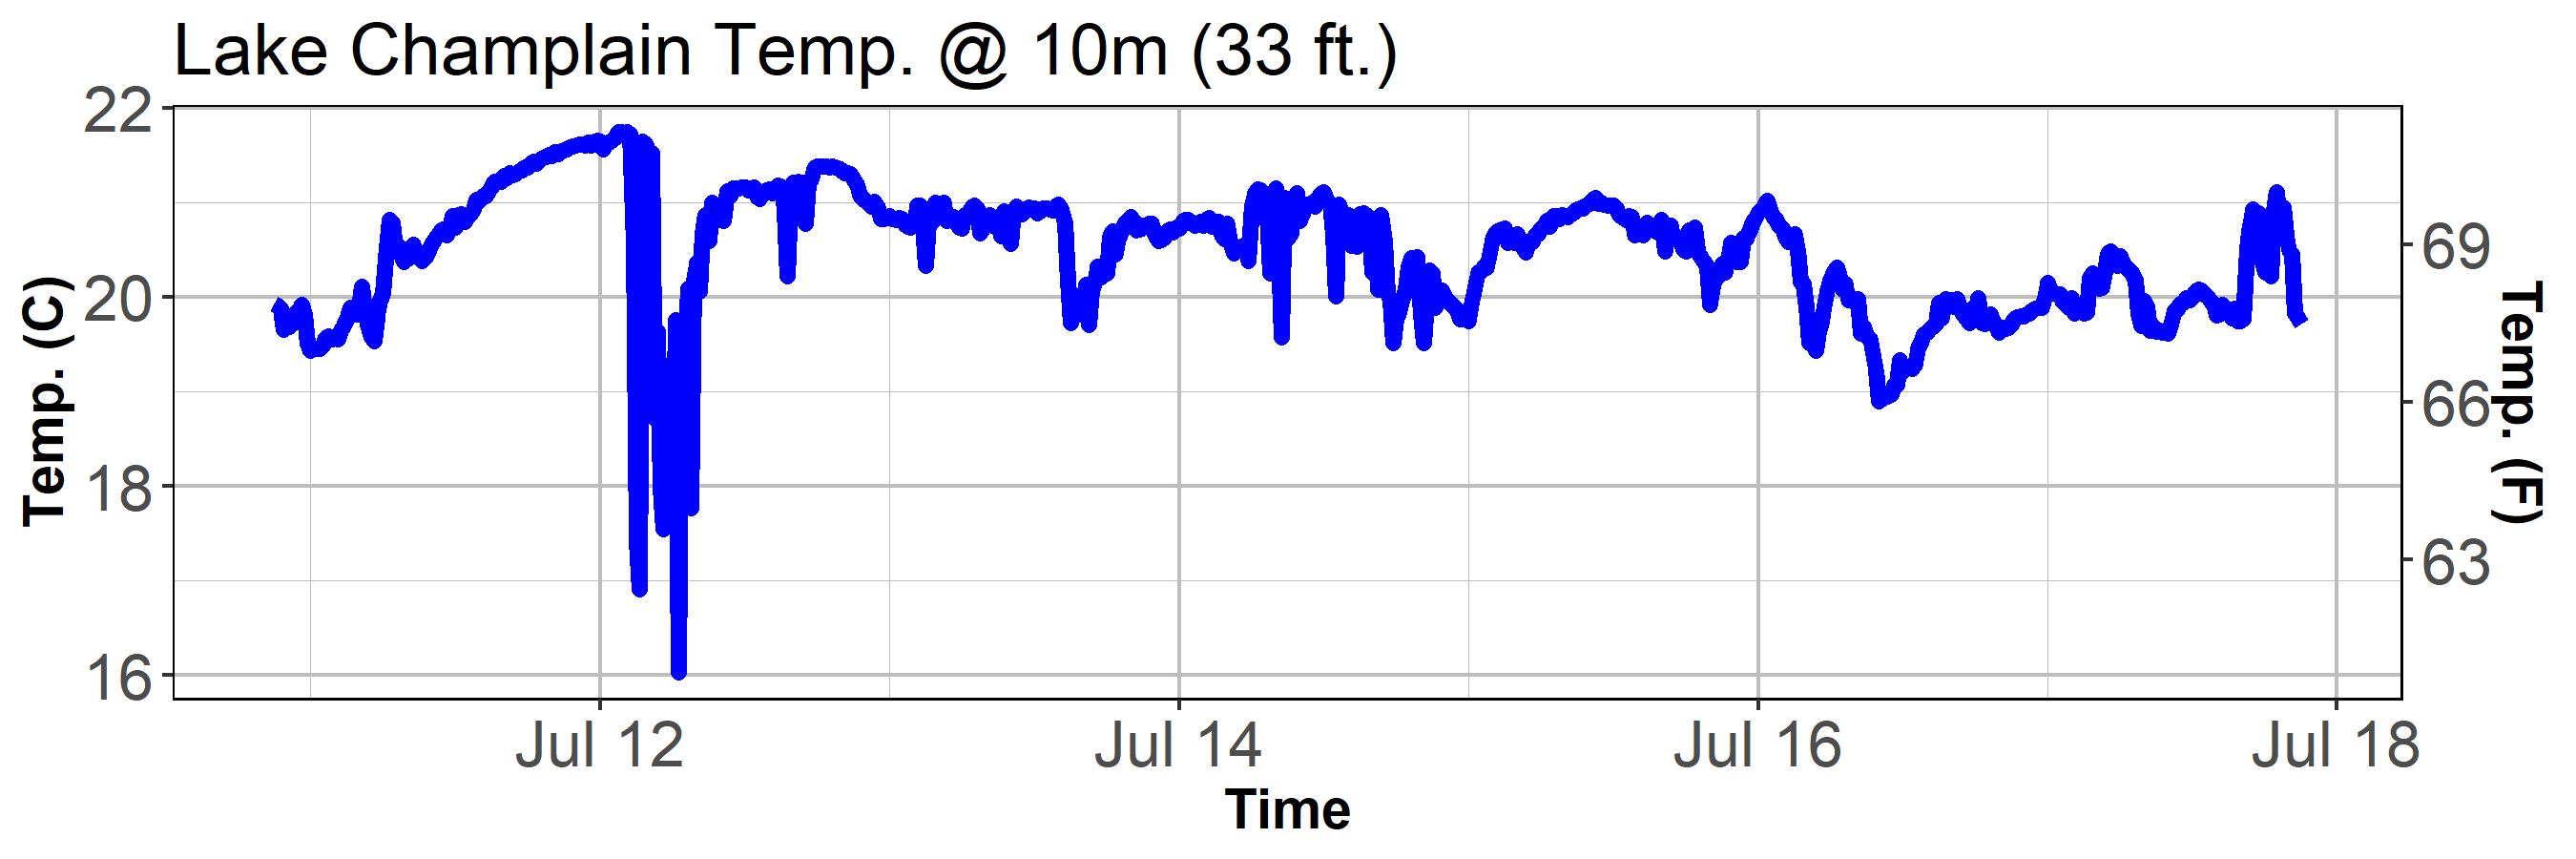 Lake Champlain Temp. @ 10m (33 ft.)
22
20
18
16
Temp. (C)
69
66
63
Temp. (F)
Jul 12
Jul 14
Jul 16
Jul 18
Time